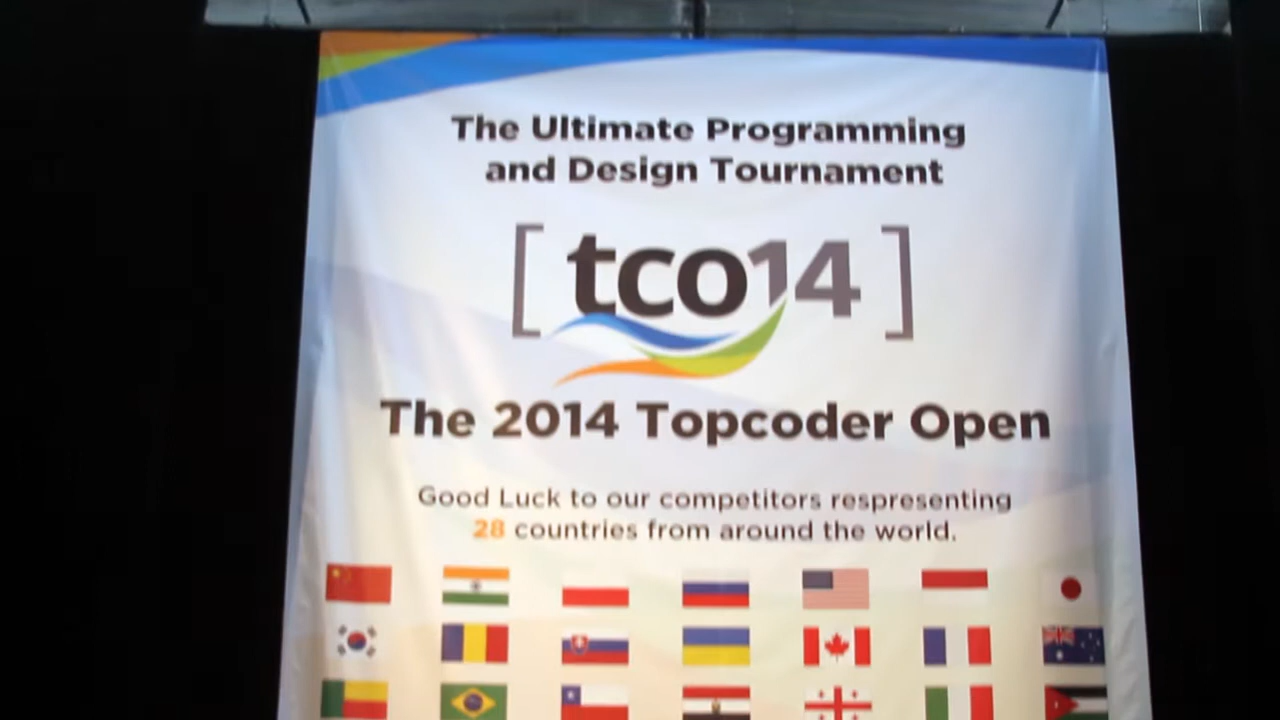 The Ultimate Programming
and Design Tournament
[ tco14 ]
The 2014 Topcoder Open
Good Luck to our competitors respresenting
28 countries from around the world.